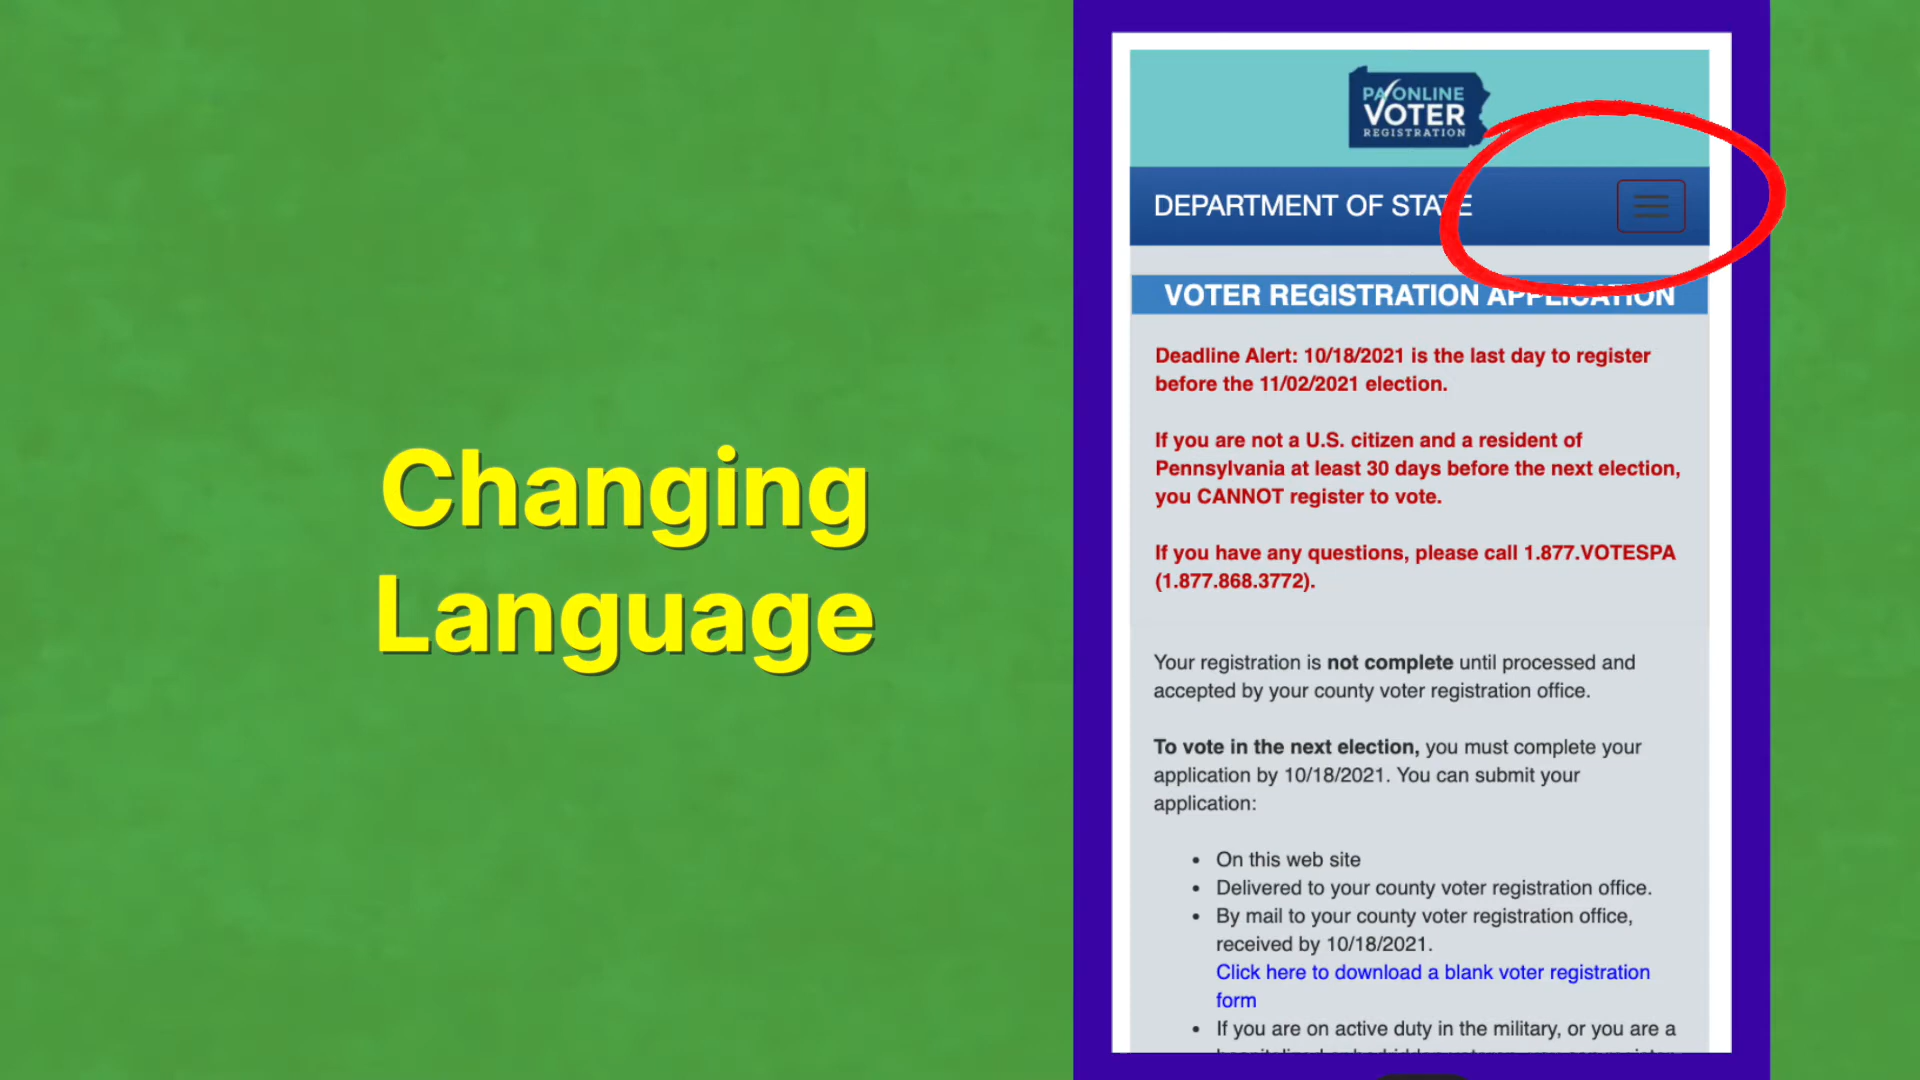 Changing
Language
PA ONLINE
VOTER
REGISTRATION
DEPARTMENT OF STATE
VOTER REGISTRATION APPLICATION
Deadline Alert: 10/18/2021 is the last day to register
before the 11/02/2021 election.
If you are not a U.S. citizen and a resident of
Pennsylvania at least 30 days before the next election,
you CANNOT register to vote.
If you have any questions, please call 1.877.VOTESPA
(1.877.868.3772).
Your registration is not complete until processed and
accepted by your county voter registration office.
To vote in the next election, you must complete your
application by 10/18/2021. You can submit your
application:
• On this web site
• Delivered to your county voter registration office.
• By mail to your county voter registration office,
received by 10/18/2021.
Click here to download a blank voter registration
form
• If you are on active duty in the military, or you are a